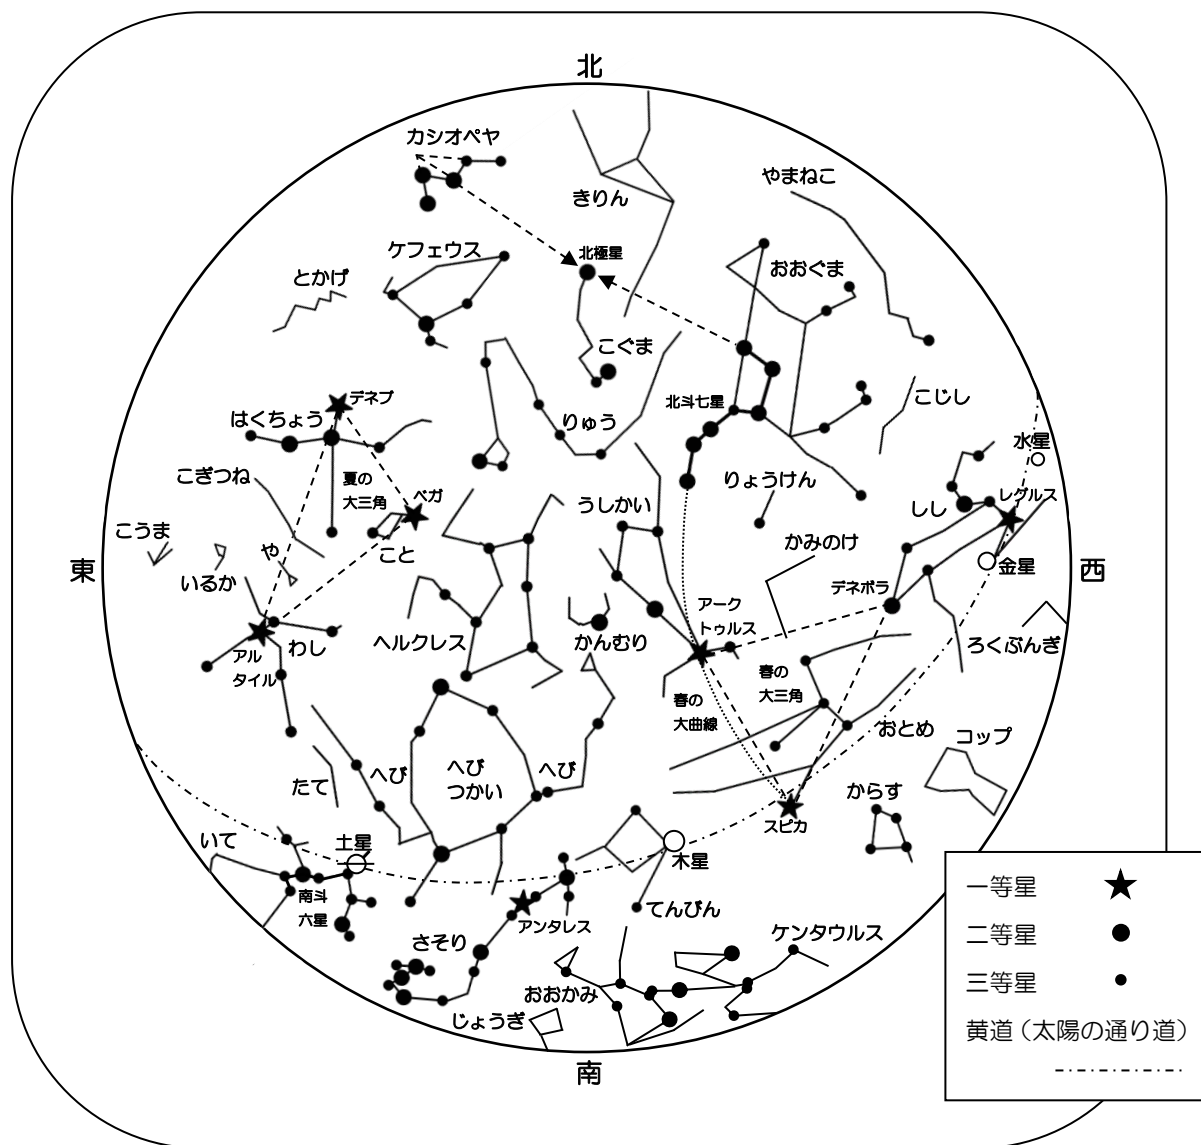 北
カシオペヤ
きりん
やまねこ
ケフェウス
北極星
おおぐま
とかげ
こぐま
デネブ
はくちょう
りゅう
北斗七星
こじし
水星
こぎつね
夏の
大三角
ベガ
うしかい
りょうけん
しし
レグルス
こうま
や
こと
かみのけ
東
いるか
金星
西
デネボラ
アーク
トゥルス
ヘルクレス
かんむり
わし
アル
タイル
ろくぶんぎ
春の
大三角
春の
大曲線
おとめ
コップ
たて
へび
へび
つかい
へび
からす
スピカ
いて
土星
木星
南斗
六星
アンタレス
てんびん
さそり
ケンタウルス
おおかみ
じょうぎ
南
一等星
二等星
三等星
黄道(太陽の通り道)